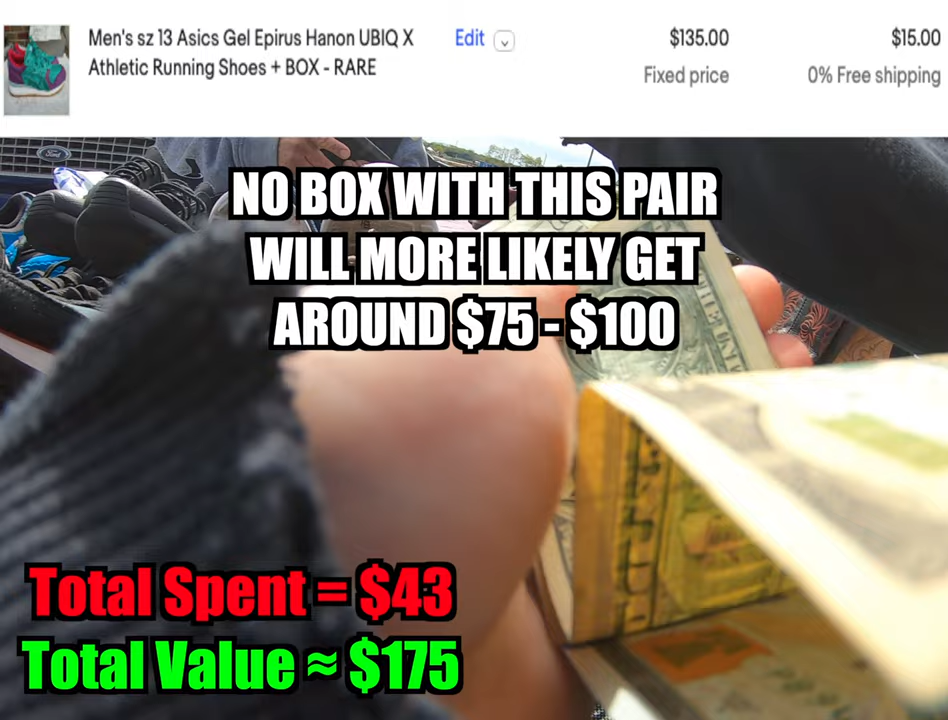 Men's sz 13 Asics Gel Epirus Hanon UBIQ X Edit $135.00 $15.00
Athletic Running Shoes + BOX - RARE Fixed price 0% Free shipping
Ford
NO BOX WITH THIS PAIR
WILL MORE LIKELY GET
AROUND $75 - $100
Total Spent = $43
Total Value ≈ $175